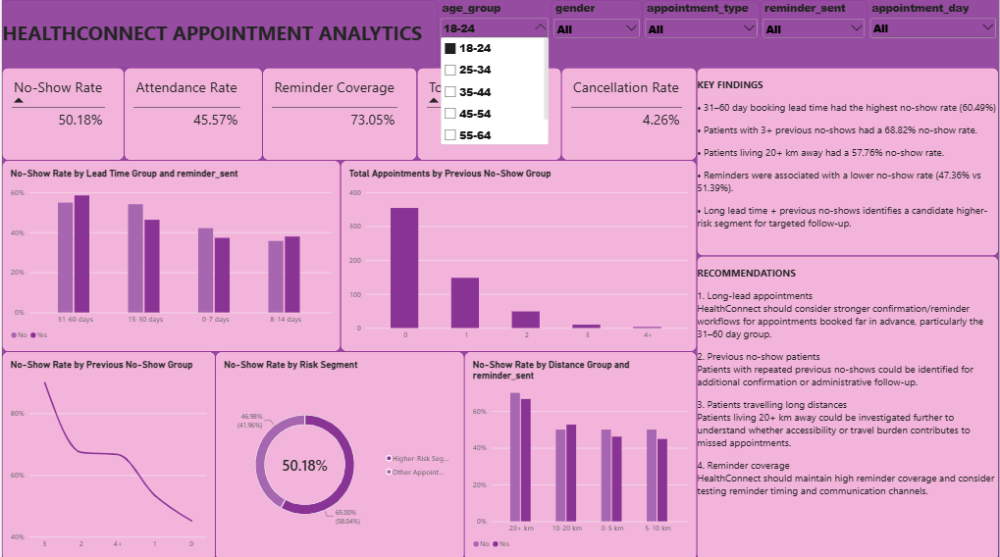 HEALTHCONNECT APPOINTMENT ANALYTICS
age_group
gender
appointment_type
reminder_sent
appointment_day
18-24
All
All
All
All
18-24
25-34
35-44
45-54
55-64
No-Show Rate
50.18%
Attendance Rate
45.57%
Reminder Coverage
73.05%
To
Cancellation Rate
4.26%
KEY FINDINGS
• 31–60 day booking lead time had the highest no-show rate (60.49%)
• Patients with 3+ previous no-shows had a 68.82% no-show rate.
• Patients living 20+ km away had a 57.76% no-show rate.
• Reminders were associated with a lower no-show rate (47.36% vs
51.39%).
• Long lead time + previous no-shows identifies a candidate higher-
risk segment for targeted follow-up.
No-Show Rate by Lead Time Group and reminder_sent
60%
40%
20%
0%
31-60 days
15-30 days
0-7 days
8-14 days
No
Yes
Total Appointments by Previous No-Show Group
400
300
200
100
0
0
1
2
3
4+
RECOMMENDATIONS
1. Long-lead appointments
HealthConnect should consider stronger confirmation/reminder
workflows for appointments booked far in advance, particularly the
31–60 day group.
2. Previous no-show patients
Patients with repeated previous no-shows could be identified for
additional confirmation or administrative follow-up.
3. Patients travelling long distances
Patients living 20+ km away could be investigated further to
understand whether accessibility or travel burden contributes to
missed appointments.
4. Reminder coverage
HealthConnect should maintain high reminder coverage and consider
testing reminder timing and communication channels.
No-Show Rate by Previous No-Show Group
80%
60%
40%
3
2
4+
1
0
No-Show Rate by Risk Segment
46.98%
(41.96%)
50.18%
65.00%
(58.04%)
Higher-Risk Seg...
Other Appoint...
No-Show Rate by Distance Group and
reminder_sent
60%
40%
20%
0%
20+ km
10-20 km
0-5 km
5-10 km
No
Yes